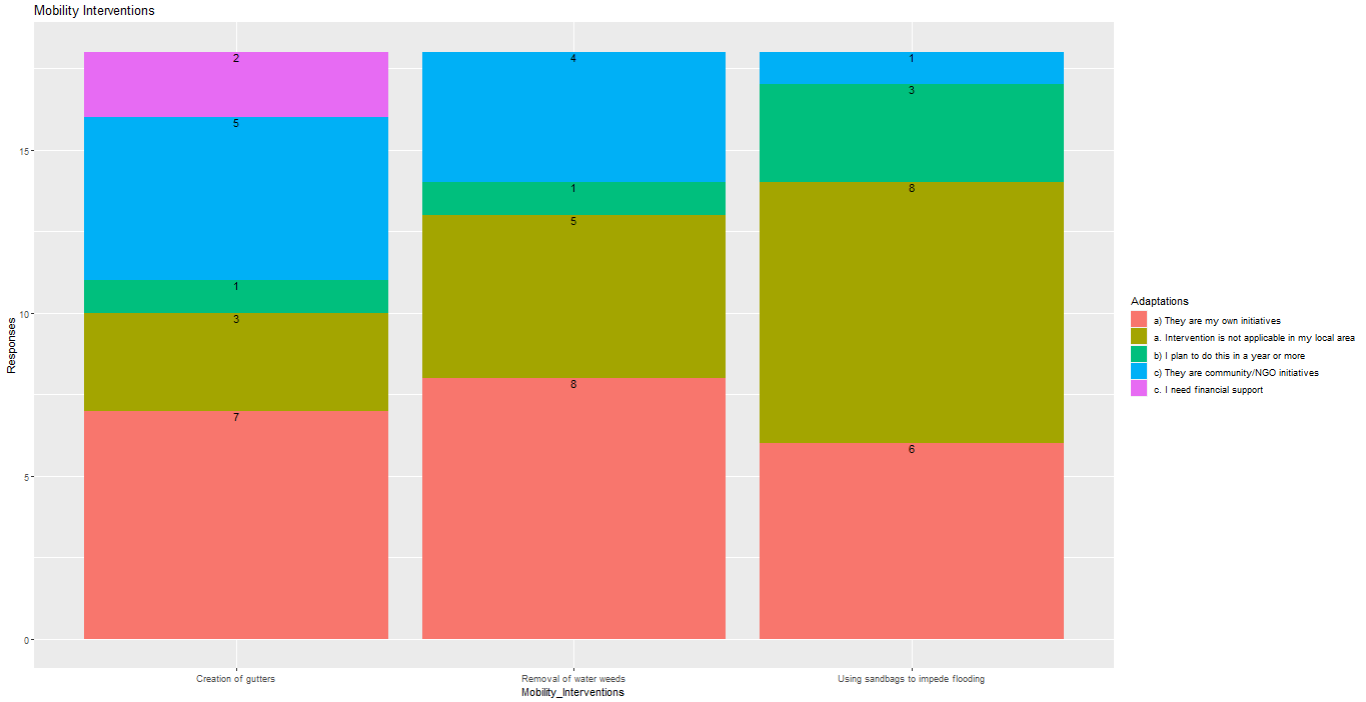 Mobility Interventions
Responses
15
10
5
0
2
5
1
3
7
4
1
5
8
1
3
8
6
Creation of gutters
Removal of water weeds
Using sandbags to impede flooding
Mobility_Interventions
Adaptations
a) They are my own initiatives
a. Intervention is not applicable in my local area
b) I plan to do this in a year or more
c) They are community/NGO initiatives
c. I need financial support